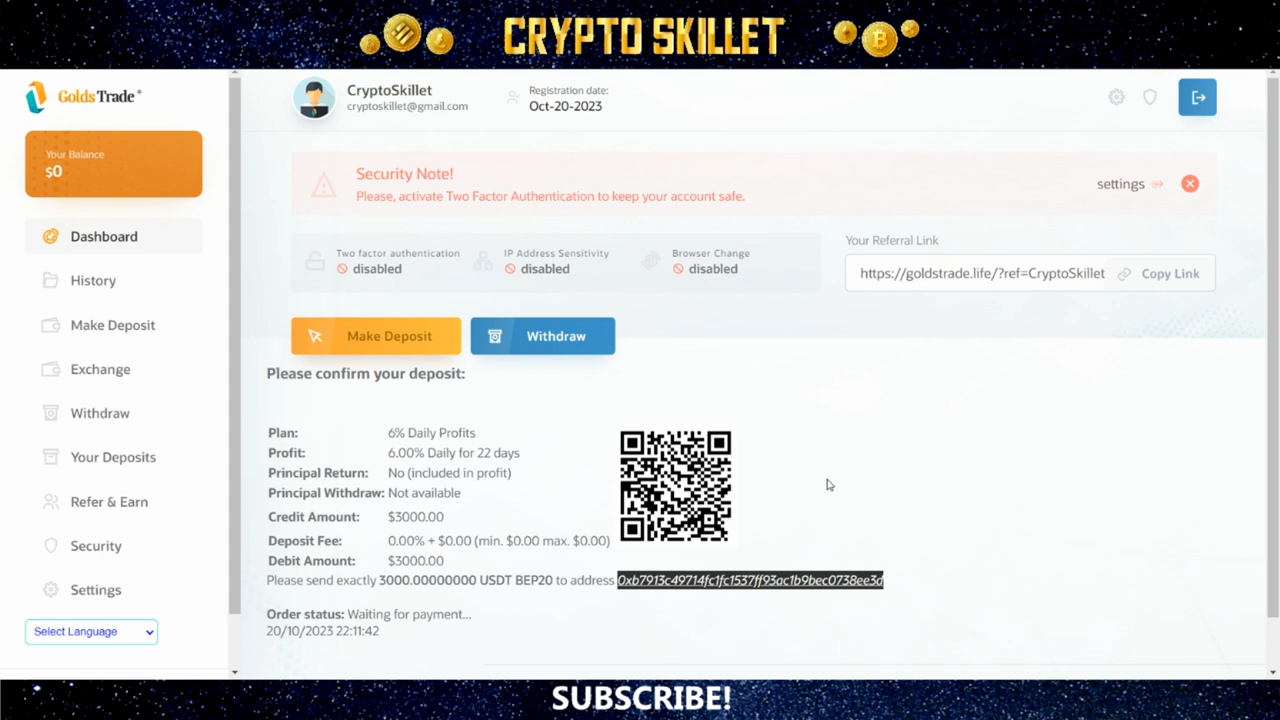 CRYPTO SKILLET
Golds Trade®
CryptoSkillet
cryptoskillet@gmail.com
Registration date:
Oct-20-2023
Your Balance
$0
Security Note!
Please, activate Two Factor Authentication to keep your account safe.
settings
Dashboard
History
Make Deposit
Exchange
Withdraw
Your Deposits
Refer & Earn
Security
Settings
Select Language
Two factor authentication
disabled
IP Address Sensitivity
disabled
Browser Change
disabled
Your Referral Link
https://goldstrade.life/?ref=CryptoSkillet Copy Link
Make Deposit
Withdraw
Please confirm your deposit:
Plan: 6% Daily Profits
Profit: 6.00% Daily for 22 days
Principal Return: No (included in profit)
Principal Withdraw: Not available
Credit Amount: $3000.00
Deposit Fee: 0.00% + $0.00 (min. $0.00 max. $0.00)
Debit Amount: $3000.00
Please send exactly 3000.00000000 USDT BEP20 to address 0xb7913c49714fc1fc1537ff93ac1b9bec0738ee3d
Order status: Waiting for payment...
20/10/2023 22:11:42
SUBSCRIBE!